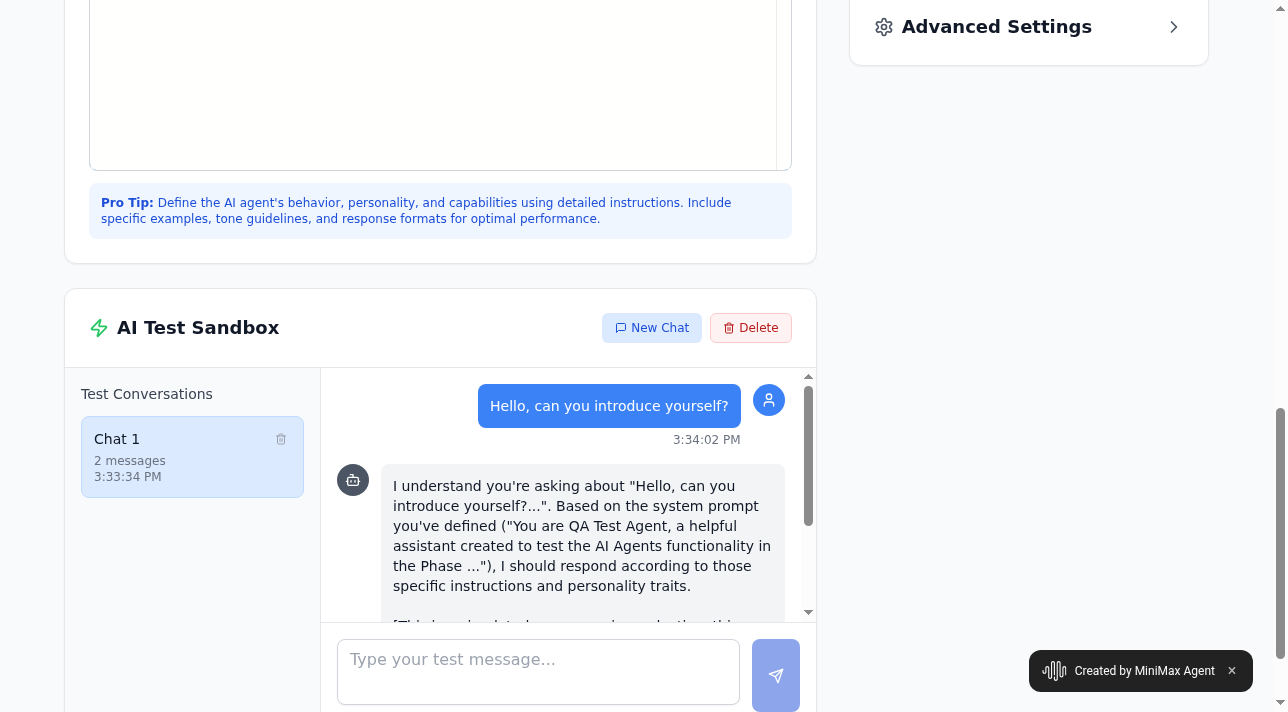 Advanced Settings
Pro Tip: Define the AI agent's behavior, personality, and capabilities using detailed instructions. Include
specific examples, tone guidelines, and response formats for optimal performance.
AI Test Sandbox
New Chat
Delete
Test Conversations
Chat 1
2 messages
3:33:34 PM
Hello, can you introduce yourself?
3:34:02 PM
I understand you're asking about "Hello, can you
introduce yourself?...". Based on the system prompt
you've defined ("You are QA Test Agent, a helpful
assistant created to test the AI Agents functionality in
the Phase ..."), I should respond according to those
specific instructions and personality traits.
Type your test message...
Created by MiniMax Agent